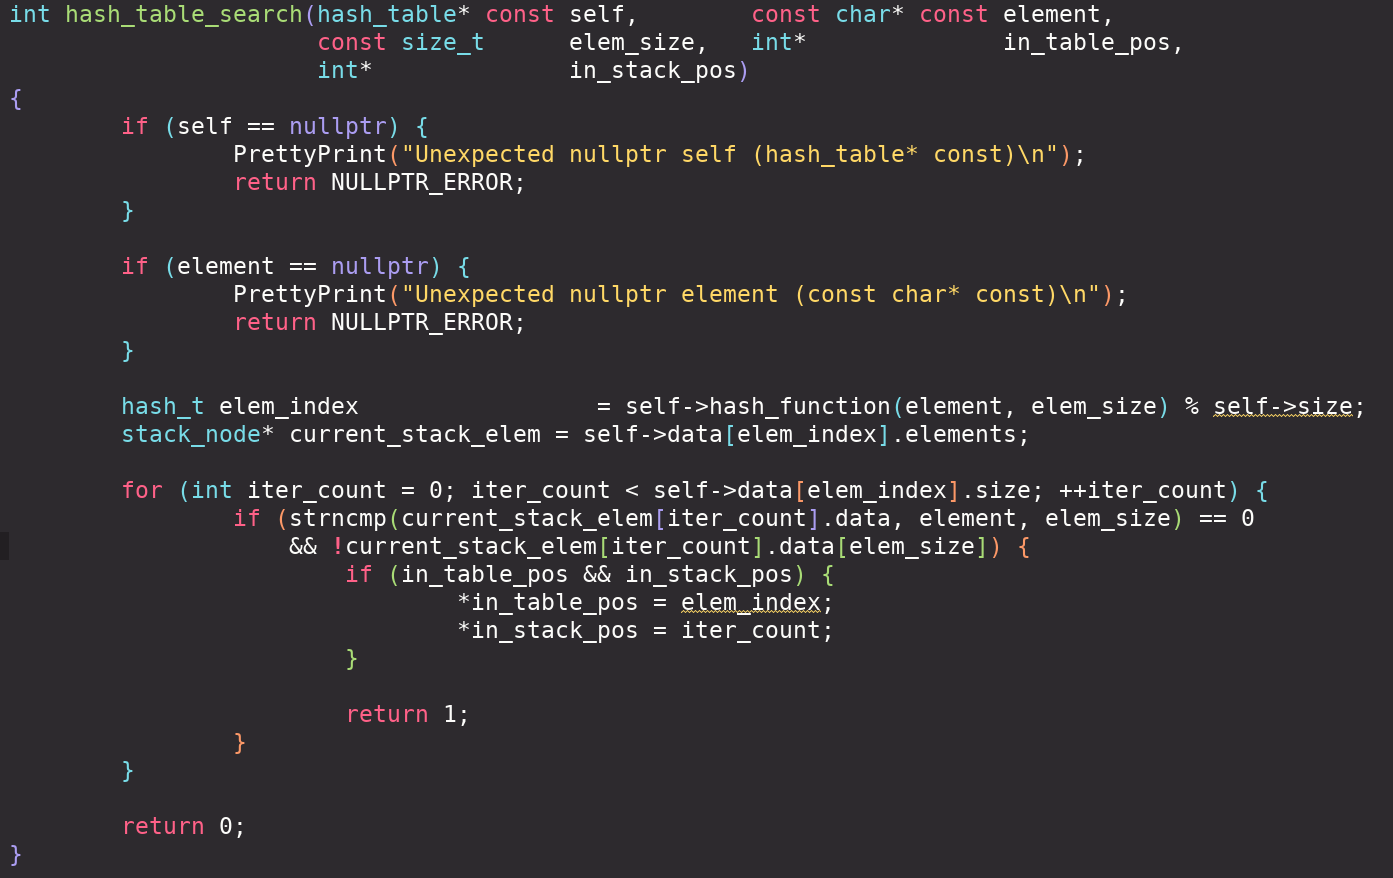 int hash_table_search(hash_table* const self,        const char* const element,
                      const size_t      elem_size,   int*              in_table_pos,
                      int*              in_stack_pos)
{
        if (self == nullptr) {
                PrettyPrint("Unexpected nullptr self (hash_table* const)\n");
                return NULLPTR_ERROR;
        }

        if (element == nullptr) {
                PrettyPrint("Unexpected nullptr element (const char* const)\n");
                return NULLPTR_ERROR;
        }

        hash_t elem_index                 = self->hash_function(element, elem_size) % self->size;
        stack_node* current_stack_elem = self->data[elem_index].elements;

        for (int iter_count = 0; iter_count < self->data[elem_index].size; ++iter_count) {
                if (strncmp(current_stack_elem[iter_count].data, element, elem_size) == 0
                    && !current_stack_elem[iter_count].data[elem_size]) {
                        if (in_table_pos && in_stack_pos) {
                                *in_table_pos = elem_index;
                                *in_stack_pos = iter_count;
                        }

                        return 1;
                }
        }

        return 0;
}